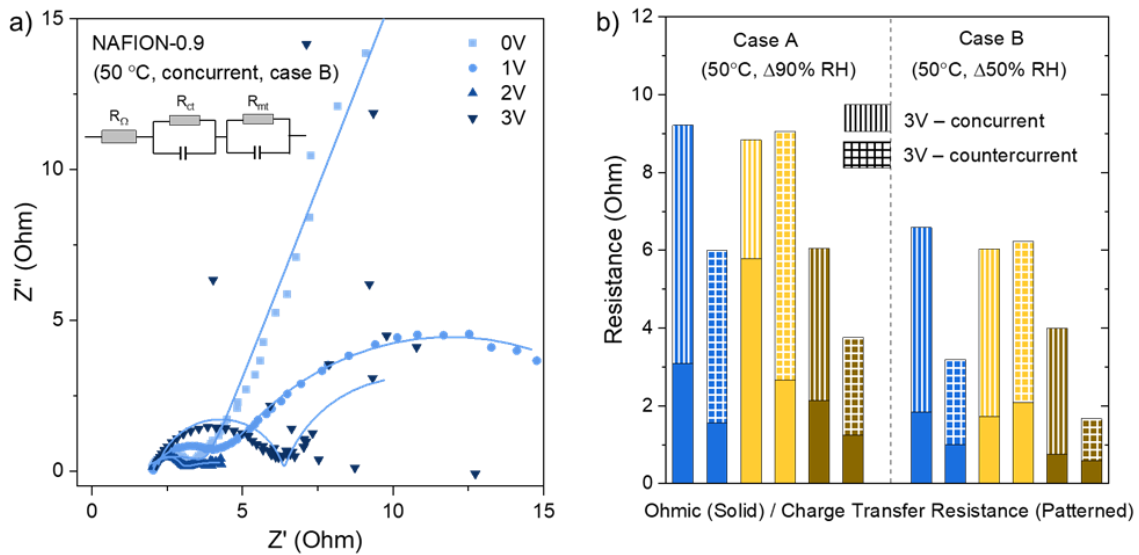 a)
NAFION-0.9
(50 °C, concurrent, case B)
RΩ
Rct
Rmt
0V
1V
2V
3V
15
10
5
0
Z'' (Ohm)
0
5
10
15
Z' (Ohm)
b)
Case A
(50°C, Δ90% RH)
Case B
(50°C, Δ50% RH)
3V – concurrent
3V – countercurrent
12
10
8
6
4
2
0
Resistance (Ohm)
Ohmic (Solid) / Charge Transfer Resistance (Patterned)